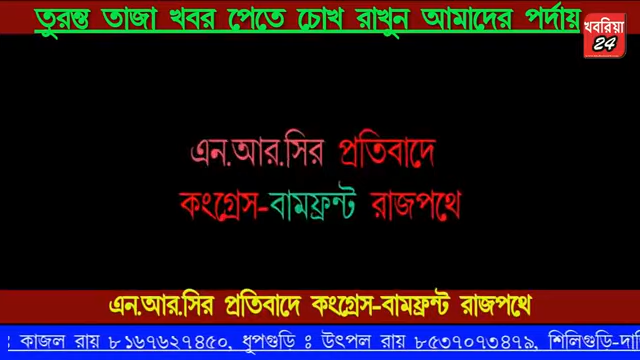 তুরন্ত তাজা খবর পেতে চোখ রাখুন আমাদের পর্দায়
খবরিয়া
24
এন.আর.সির প্রতিবাদে
কংগ্রেস-বামফ্রন্ট রাজপথে
এন.আর.সির প্রতিবাদে কংগ্রেস-বামফ্রন্ট রাজপথে
: কাজল রায় ৮১৬৭৬২৭৪৫০, ধূপগুড়ি ঃ উৎপল রায় ৮৫৩৭০৭৩৪৭৯, শিলিগুড়ি-দার্জি